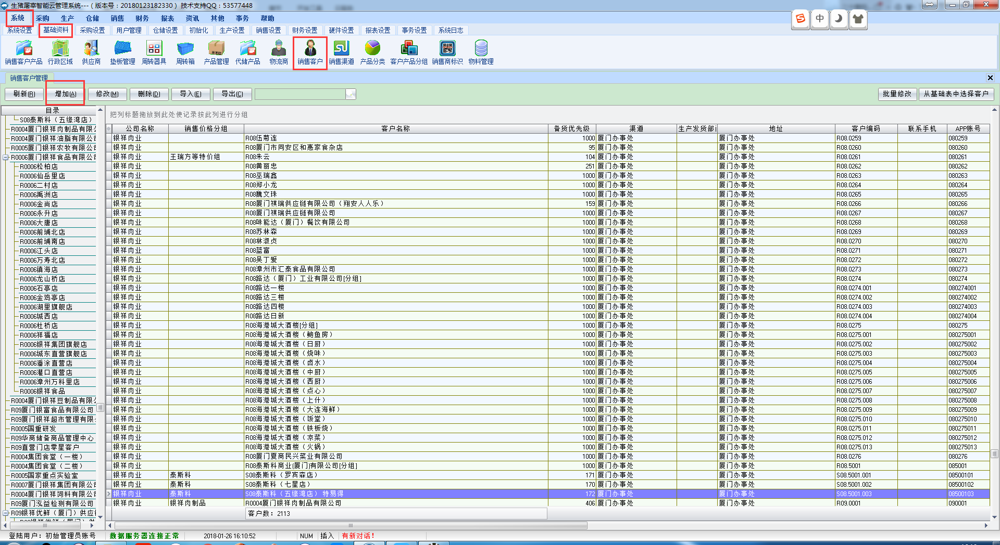 生猪屠宰智能云管理系统---（版本号：20180123182330 ）技术支持QQ：53577448
系统 采购 生产 仓储 销售 财务 报表 资讯 其他 事务 帮助
中
系统设置 基础资料 采购设置 用户管理 仓储设置 初始化 生产设置 销售设置 财务设置 硬件设置 报表设置 事务设置 系统日志
销售客户产品 行政区域 供应商 垫板管理 周转器具 周转箱 产品管理 代储产品 物流商 销售客户 销售渠道 产品分类 客户产品分组 销售商标识 物料管理
销售客户管理
刷新(R) 增加(A) 修改(M) 删除(D) 导入(E) 导出(C) 批量修改 从基础表中选择客户
目录
S08泰斯科（五缘湾店）
R0004厦门银祥肉制品有限公
R0004厦门银祥油脂有限公司
R0005厦门银祥农牧有限公司
R0006厦门银祥食品有限公司
R0006松柏店
R0006仙岳里店
R0006二村店
R0006禹洲店
R0006金尚店
R0006永升店
R0006大唐店
R0006前埔北店
R0006前埔南店
R0006江头店
R0006万寿北店
R0006镇海店
R0006龙山桥店
R0006石亭店
R0006金鸡亭店
R0006湖里旗舰店
R0006城西店
R0006杜桥店
R0006祥福店
R0006银祥集团旗舰店
R0006城东直营旗舰店
R0006潘涂直营店
R0006灌口直营店
R0006漳州万科里店
R0006银祥食品
R0004厦门银祥豆制品有限公
R09厦门银富食品有限公司
R09厦门银祥超市管理有限公
R0005国重研发
R09华商储备商品管理中心
R09直营门店零星客户
R0004集团食堂（一楼）
R0004集团食堂（二楼）
R0005国家重点实验室
R0007厦门银祥集团有限公司
R0004厦门银祥饲料有限公司
R09厦门泓益检测有限公司
R09银祥优鲜（厦门）供应链
把列标题拖放到此处使记录按此列进行分组
公司名称 销售价格分组 客户名称 备货优先级 渠道 生产发货部门 地址 客户编码 联系手机 APP账号
银祥肉业 R08伍菊连 1000 厦门办事处 厦门办事处 R08.0259 080259
银祥肉业 R08厦门市同安区和惠家食杂店 95 厦门办事处 厦门办事处 R08.0260 080260
银祥肉业 王瑞方等特价组 R08朱云 104 厦门办事处 厦门办事处 R08.0261 080261
银祥肉业 R08黄丽忠 251 厦门办事处 厦门办事处 R08.0262 080262
银祥肉业 R08巫瑞鑫 1000 厦门办事处 厦门办事处 R08.0263 080263
银祥肉业 R08郑小龙 1000 厦门办事处 厦门办事处 R08.0264 080264
银祥肉业 R08魏文珠 1000 厦门办事处 厦门办事处 R08.0265 080265
银祥肉业 R08厦门祺瑞供应链有限公司（翔安人人乐） 159 厦门办事处 厦门办事处 R08.0266 080266
银祥肉业 R08厦门祺瑞供应链有限公司 1000 厦门办事处 厦门办事处 R08.0267 080267
银祥肉业 R08味能达（厦门）餐饮有限公司 1000 厦门办事处 厦门办事处 R08.0268 080268
银祥肉业 R08苏林森 1000 厦门办事处 厦门办事处 R08.0269 080269
银祥肉业 R08林淑贞 1000 厦门办事处 厦门办事处 R08.0270 080270
银祥肉业 R08蓝富 1000 厦门办事处 厦门办事处 R08.0271 080271
银祥肉业 R08吴丁爱 1000 厦门办事处 厦门办事处 R08.0272 080272
银祥肉业 R08漳州市汇泰食品有限公司 1000 厦门办事处 厦门办事处 R08.0273 080273
银祥肉业 R08路达（厦门）工业有限公司[分组] 1000 厦门办事处 厦门办事处 R08.0274 080274
银祥肉业 R08路达一楼 1000 厦门办事处 厦门办事处 R08.0274.001 080274001
银祥肉业 R08路达三楼 1000 厦门办事处 厦门办事处 R08.0274.002 080274002
银祥肉业 R08路达四楼 1000 厦门办事处 厦门办事处 R08.0274.003 080274003
银祥肉业 R08路达日新 1000 厦门办事处 厦门办事处 R08.0274.004 080274004
银祥肉业 R08海港城大酒楼[分组] 1000 厦门办事处 厦门办事处 R08.0275 080275
银祥肉业 R08海港城大酒楼（鲍鱼房） 1000 厦门办事处 厦门办事处 R08.0275.001 080275001
银祥肉业 R08海港城大酒楼（日厨） 1000 厦门办事处 厦门办事处 R08.0275.002 080275002
银祥肉业 R08海港城大酒楼（烧味） 1000 厦门办事处 厦门办事处 R08.0275.003 080275003
银祥肉业 R08海港城大酒楼（卤水） 1000 厦门办事处 厦门办事处 R08.0275.004 080275004
银祥肉业 R08海港城大酒楼（中厨） 1000 厦门办事处 厦门办事处 R08.0275.005 080275005
银祥肉业 R08海港城大酒楼（西厨） 1000 厦门办事处 厦门办事处 R08.0275.006 080275006
银祥肉业 R08海港城大酒楼（点心） 1000 厦门办事处 厦门办事处 R08.0275.007 080275007
银祥肉业 R08海港城大酒楼（上什） 1000 厦门办事处 厦门办事处 R08.0275.008 080275008
银祥肉业 R08海港城大酒楼（大连海鲜） 1000 厦门办事处 厦门办事处 R08.0275.009 080275009
银祥肉业 R08海港城大酒楼（饭堂） 1000 厦门办事处 厦门办事处 R08.0275.010 080275010
银祥肉业 R08海港城大酒楼（铁板烧） 1000 厦门办事处 厦门办事处 R08.0275.011 080275011
银祥肉业 R08海港城大酒楼（凉菜） 1000 厦门办事处 厦门办事处 R08.0275.012 080275012
银祥肉业 R08海港城大酒楼（火锅） 1000 厦门办事处 厦门办事处 R08.0275.013 080275013
银祥肉业 R08厦门夏商民兴菜业有限公司 1000 厦门办事处 厦门办事处 R08.0276 080276
银祥肉业 R08泰斯科商业(厦门)有限公司[分组] 1000 厦门办事处 厦门办事处 R08.5001 085001
银祥肉业 泰斯科 S08泰斯科（罗宾森店） 171 厦门办事处 厦门办事处 S08.5001.001 08500101
银祥肉业 泰斯科 S08泰斯科（七星店） 170 厦门办事处 厦门办事处 S08.5001.002 08500102
银祥肉业 泰斯科 S08泰斯科（五缘湾店） 特易得 172 厦门办事处 厦门办事处 S08.5001.003 08500103
银祥肉业 银祥肉制品 R0004厦门银祥肉制品有限公司 406 厦门办事处 厦门办事处 R09.0001 090001
客户数：2113
登陆用户：初始管理员账号 数据服务器连接正常 2018-01-26 16:10:52 NUM 插入 有新对话！